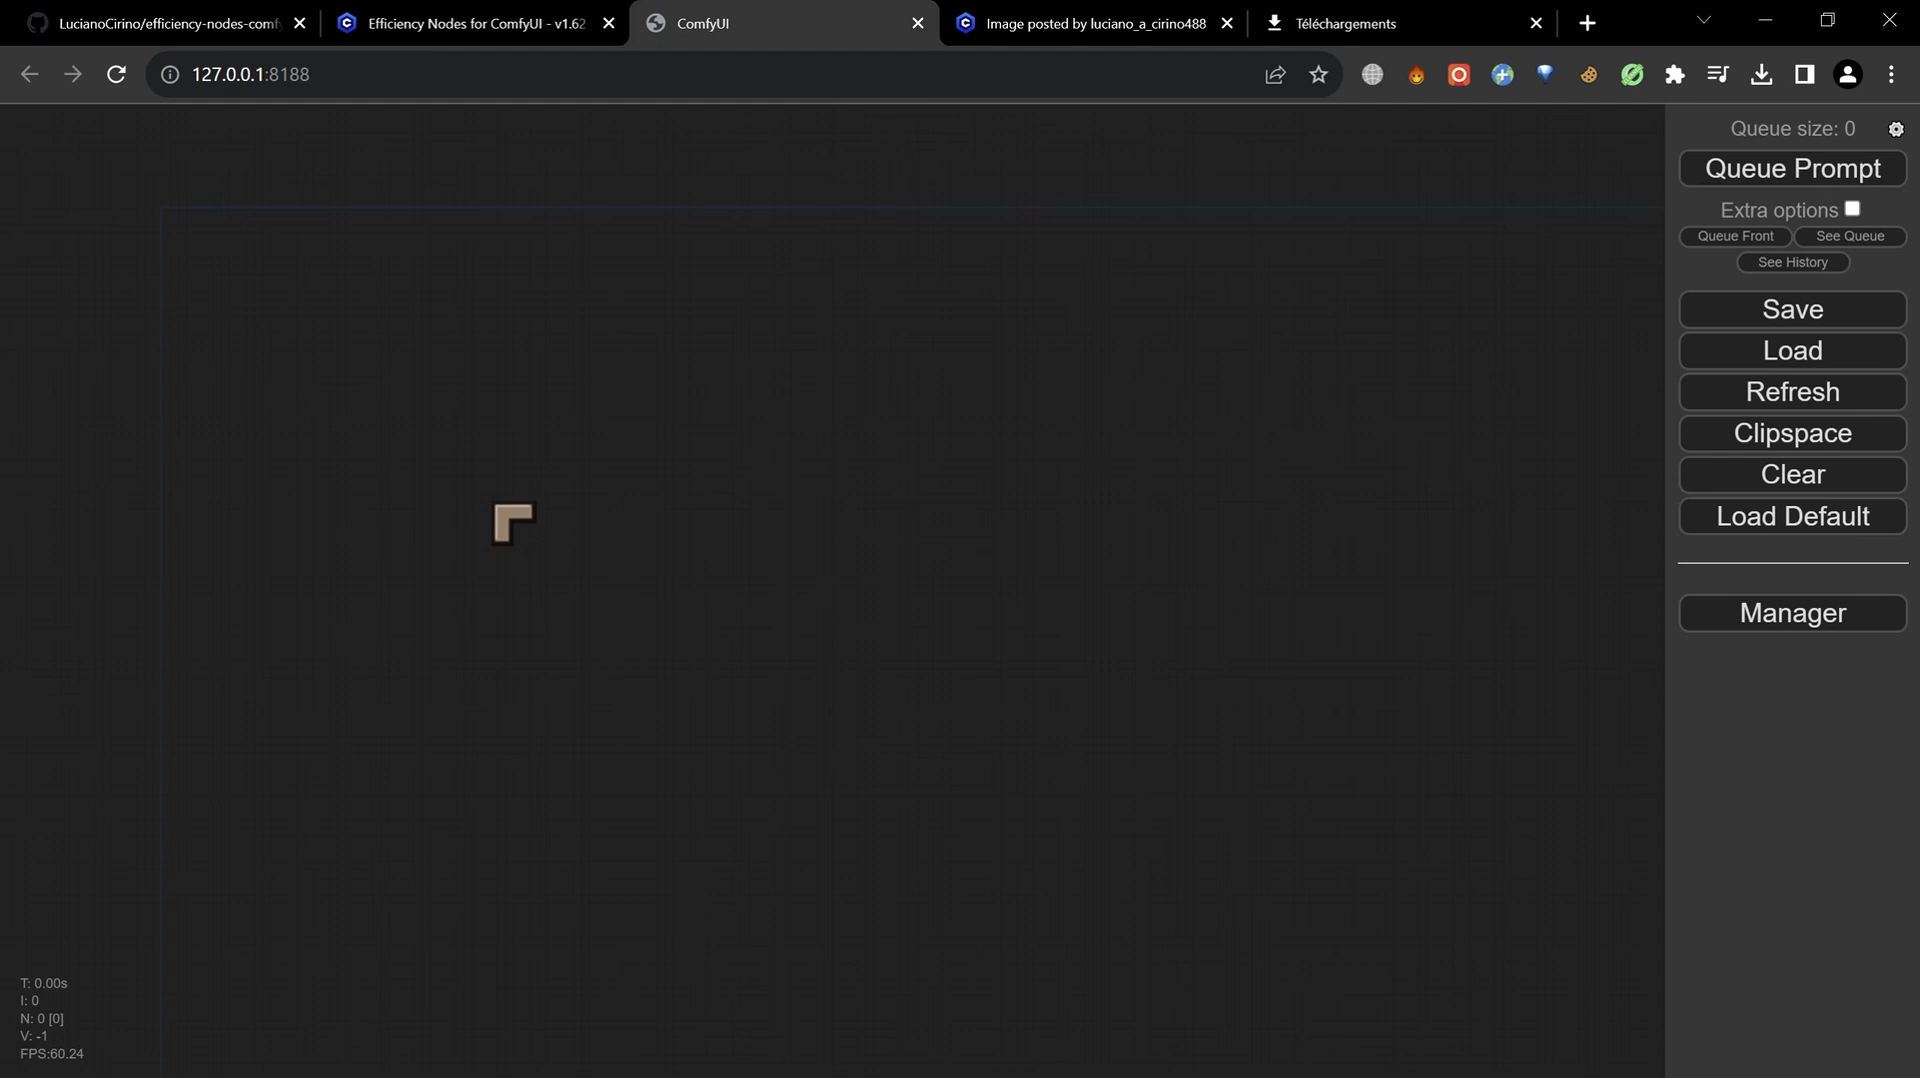 LucianoCirino/efficiency-nodes-comf
Efficiency Nodes for ComfyUI - v1.62
ComfyUI
Image posted by luciano_a_cirino488
Téléchargements
127.0.0.1:8188
Queue size: 0
Queue Prompt
Extra options
Queue Front
See Queue
See History
Save
Load
Refresh
Clipspace
Clear
Load Default
Manager
T: 0.00s
I: 0
N: 0 [0]
V: -1
FPS:60.24